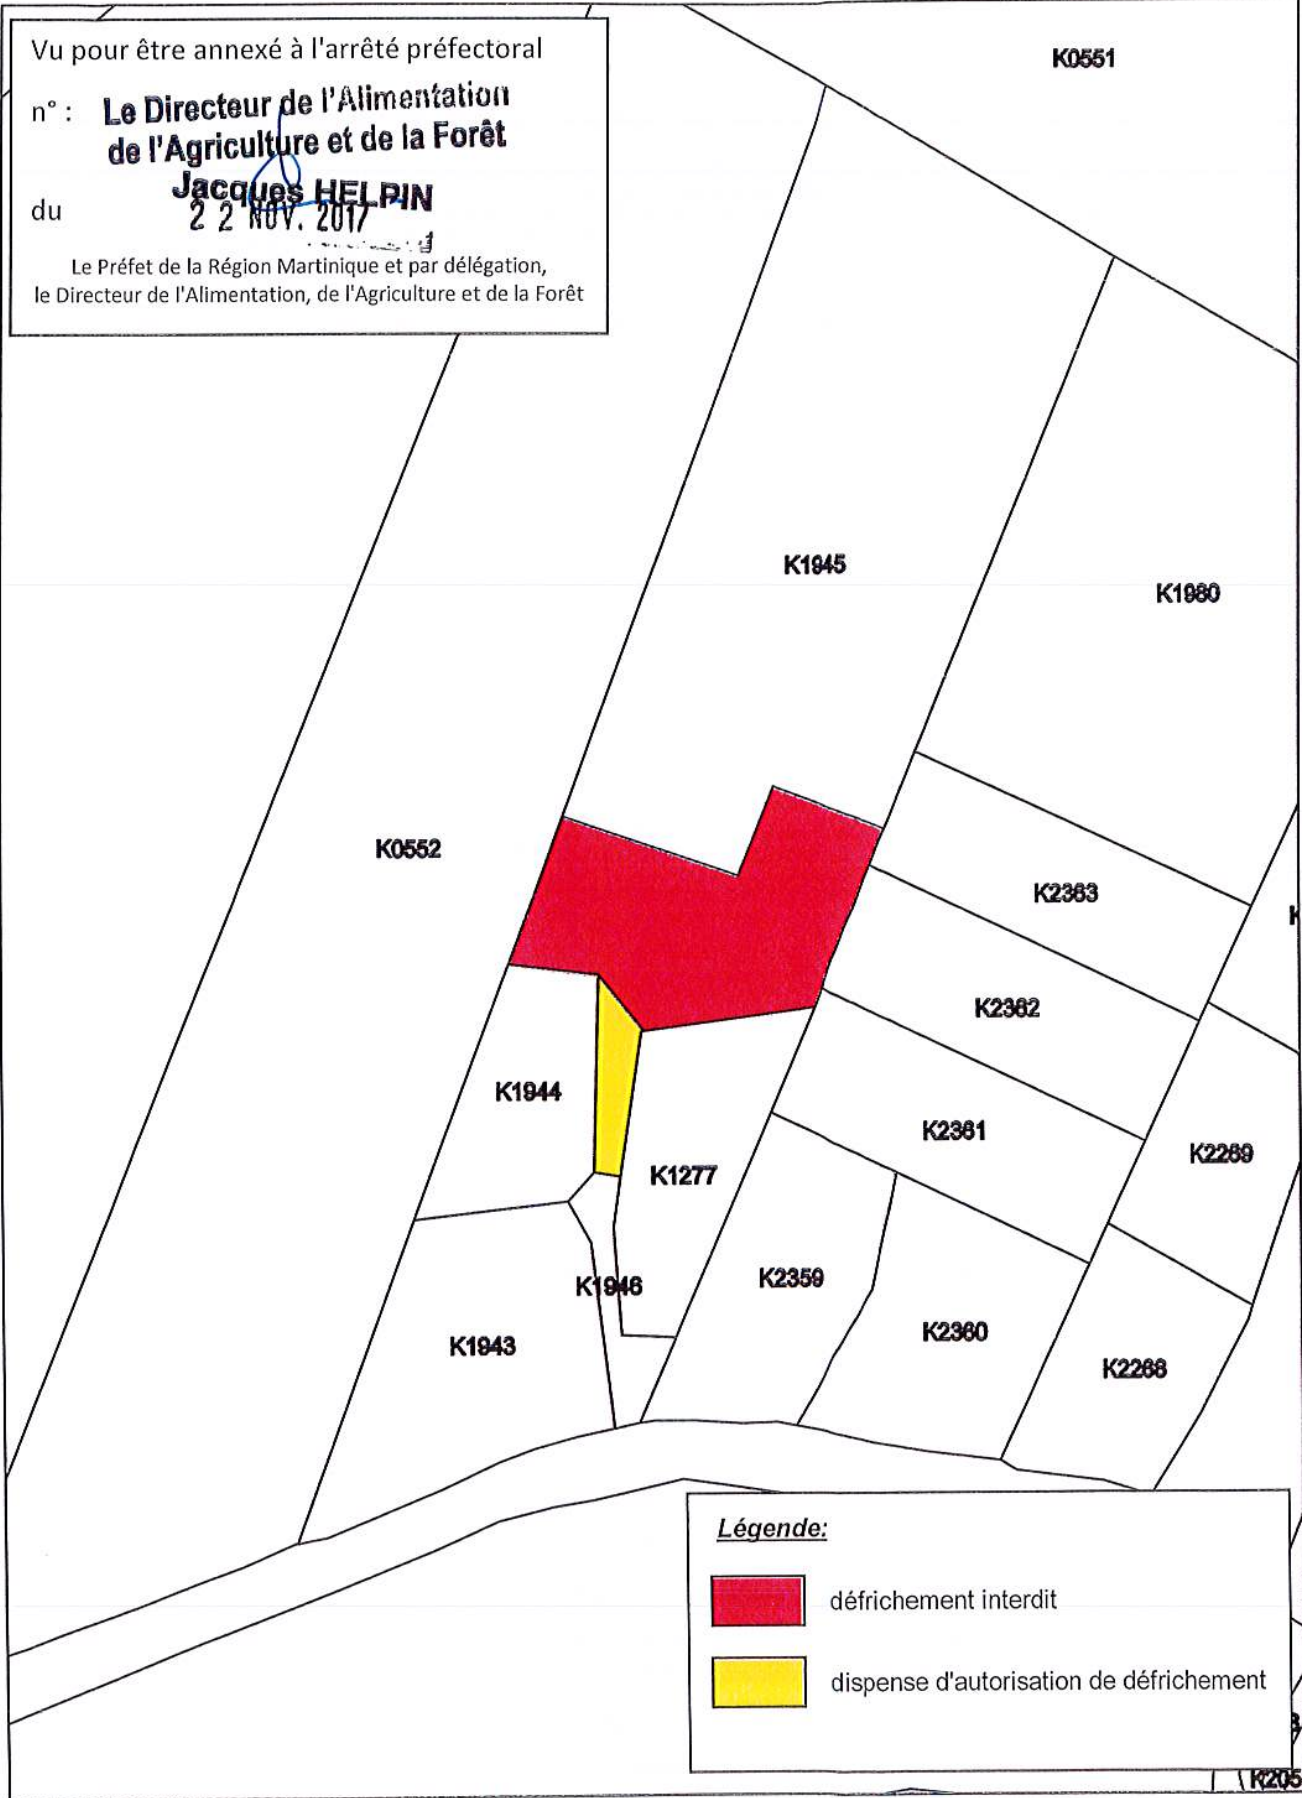 Vu pour être annexé à l'arrêté préfectoral
n° : Le Directeur de l'Alimentation
de l'Agriculture et de la Forêt
Jacques HELPIN
du 22 NOV. 2017
Le Préfet de la Région Martinique et par délégation,
le Directeur de l'Alimentation, de l'Agriculture et de la Forêt
K0551
K1945
K1980
K0552
K2363
K2362
K1944
K2361
K2269
K1277
K2359
K1946
K2360
K1943
K2268
Légende:
défrichement interdit
dispense d'autorisation de défrichement
K205